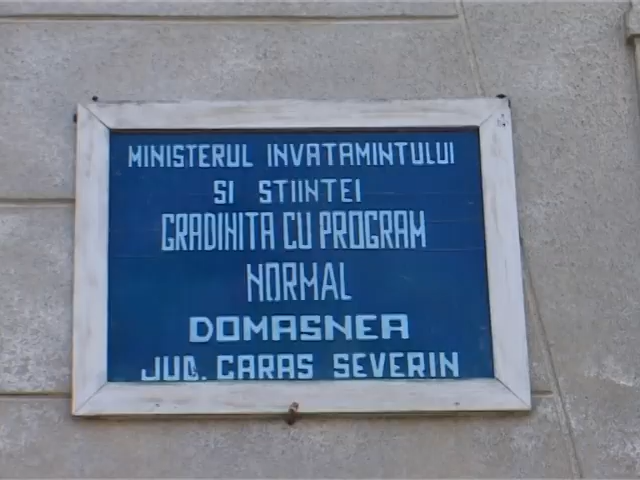 MINISTERUL INVATAMINTULUI
SI STIINTEI
GRADINITA CU PROGRAM
NORMAL
DOMASNEA
JUD. CARAS SEVERIN